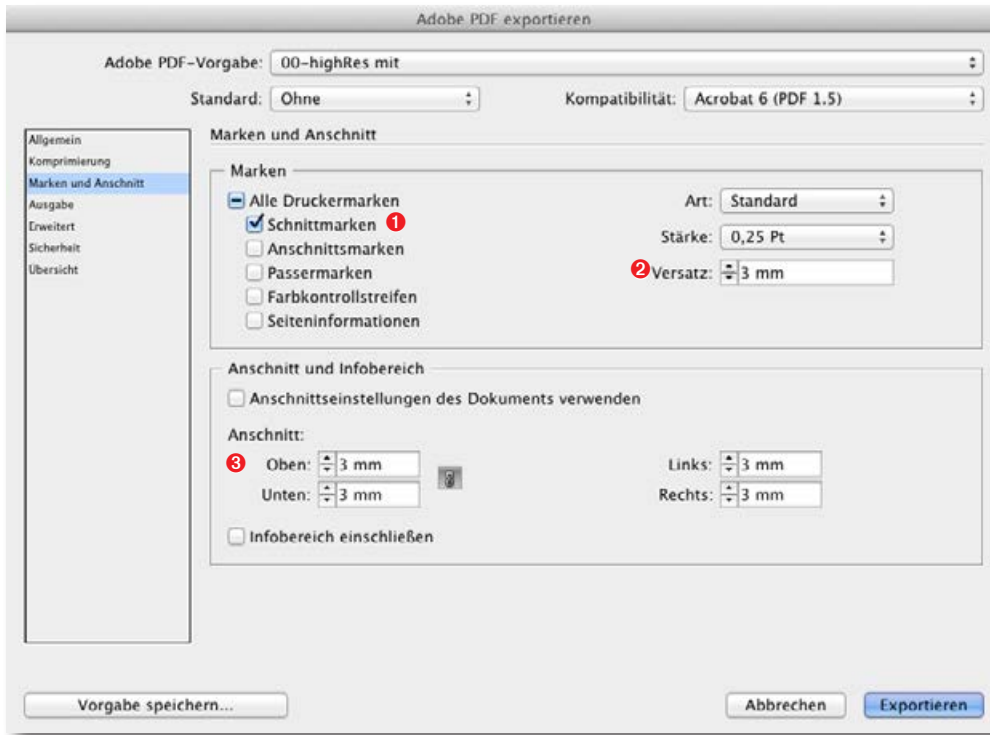 Adobe PDF exportieren
Adobe PDF-Vorgabe: 00-highRes mit
Standard: Ohne Kompatibilität: Acrobat 6 (PDF 1.5)
Allgemein
Komprimierung
Marken und Anschnitt
Ausgabe
Erweitert
Sicherheit
Übersicht
Marken und Anschnitt
Marken
Alle Druckermarken
Schnittmarken ❶
Anschnittsmarken
Passermarken
Farbkontrollstreifen
Seiteninformationen
Art: Standard
Stärke: 0,25 Pt
❷ Versatz: 3 mm
Anschnitt und Infobereich
Anschnittseinstellungen des Dokuments verwenden
Anschnitt:
❸ Oben: 3 mm Links: 3 mm
Unten: 3 mm Rechts: 3 mm
Infobereich einschließen
Vorgabe speichern... Abbrechen Exportieren